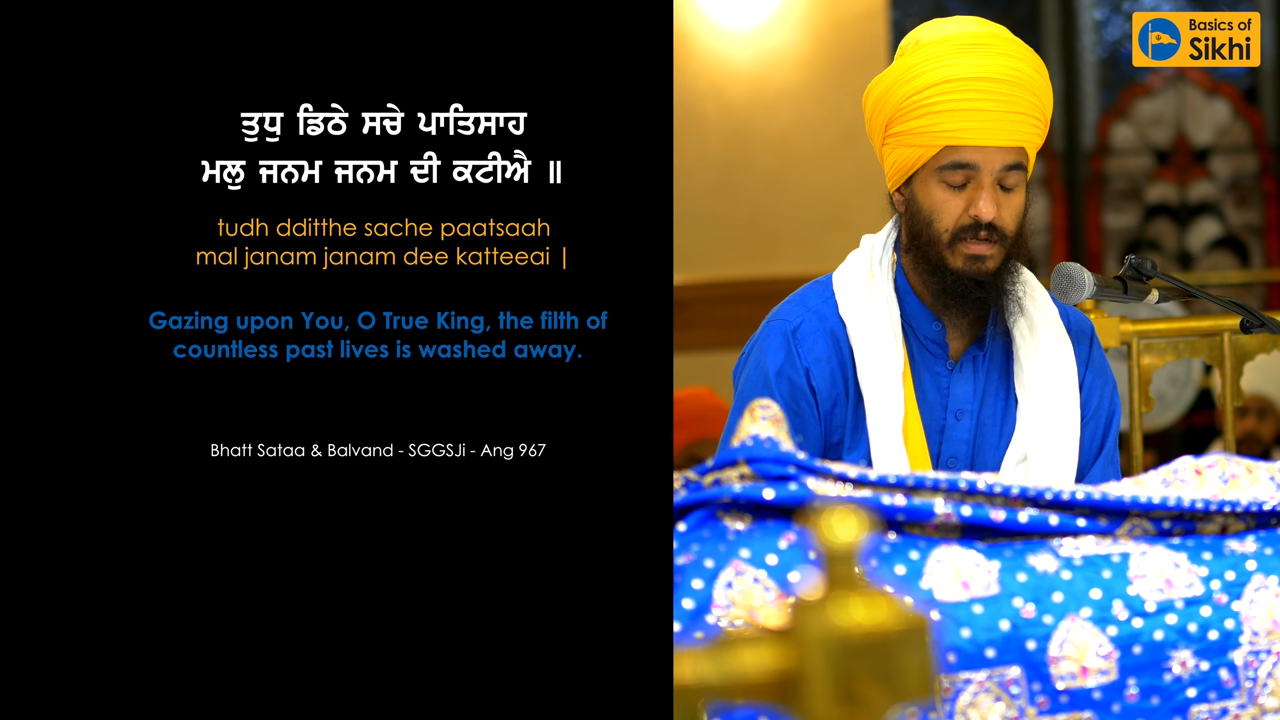 ਤੁਧੁ ਡਿਠੇ ਸਚੇ ਪਾਤਿਸਾਹ
ਮਲੁ ਜਨਮ ਜਨਮ ਦੀ ਕਟੀਐ ॥
tudh dditthe sache paatsaah
mal janam janam dee katteeai |
Gazing upon You, O True King, the filth of
countless past lives is washed away.
Bhatt Sataa & Balvand - SGGSJi - Ang 967
Basics of
Sikhi